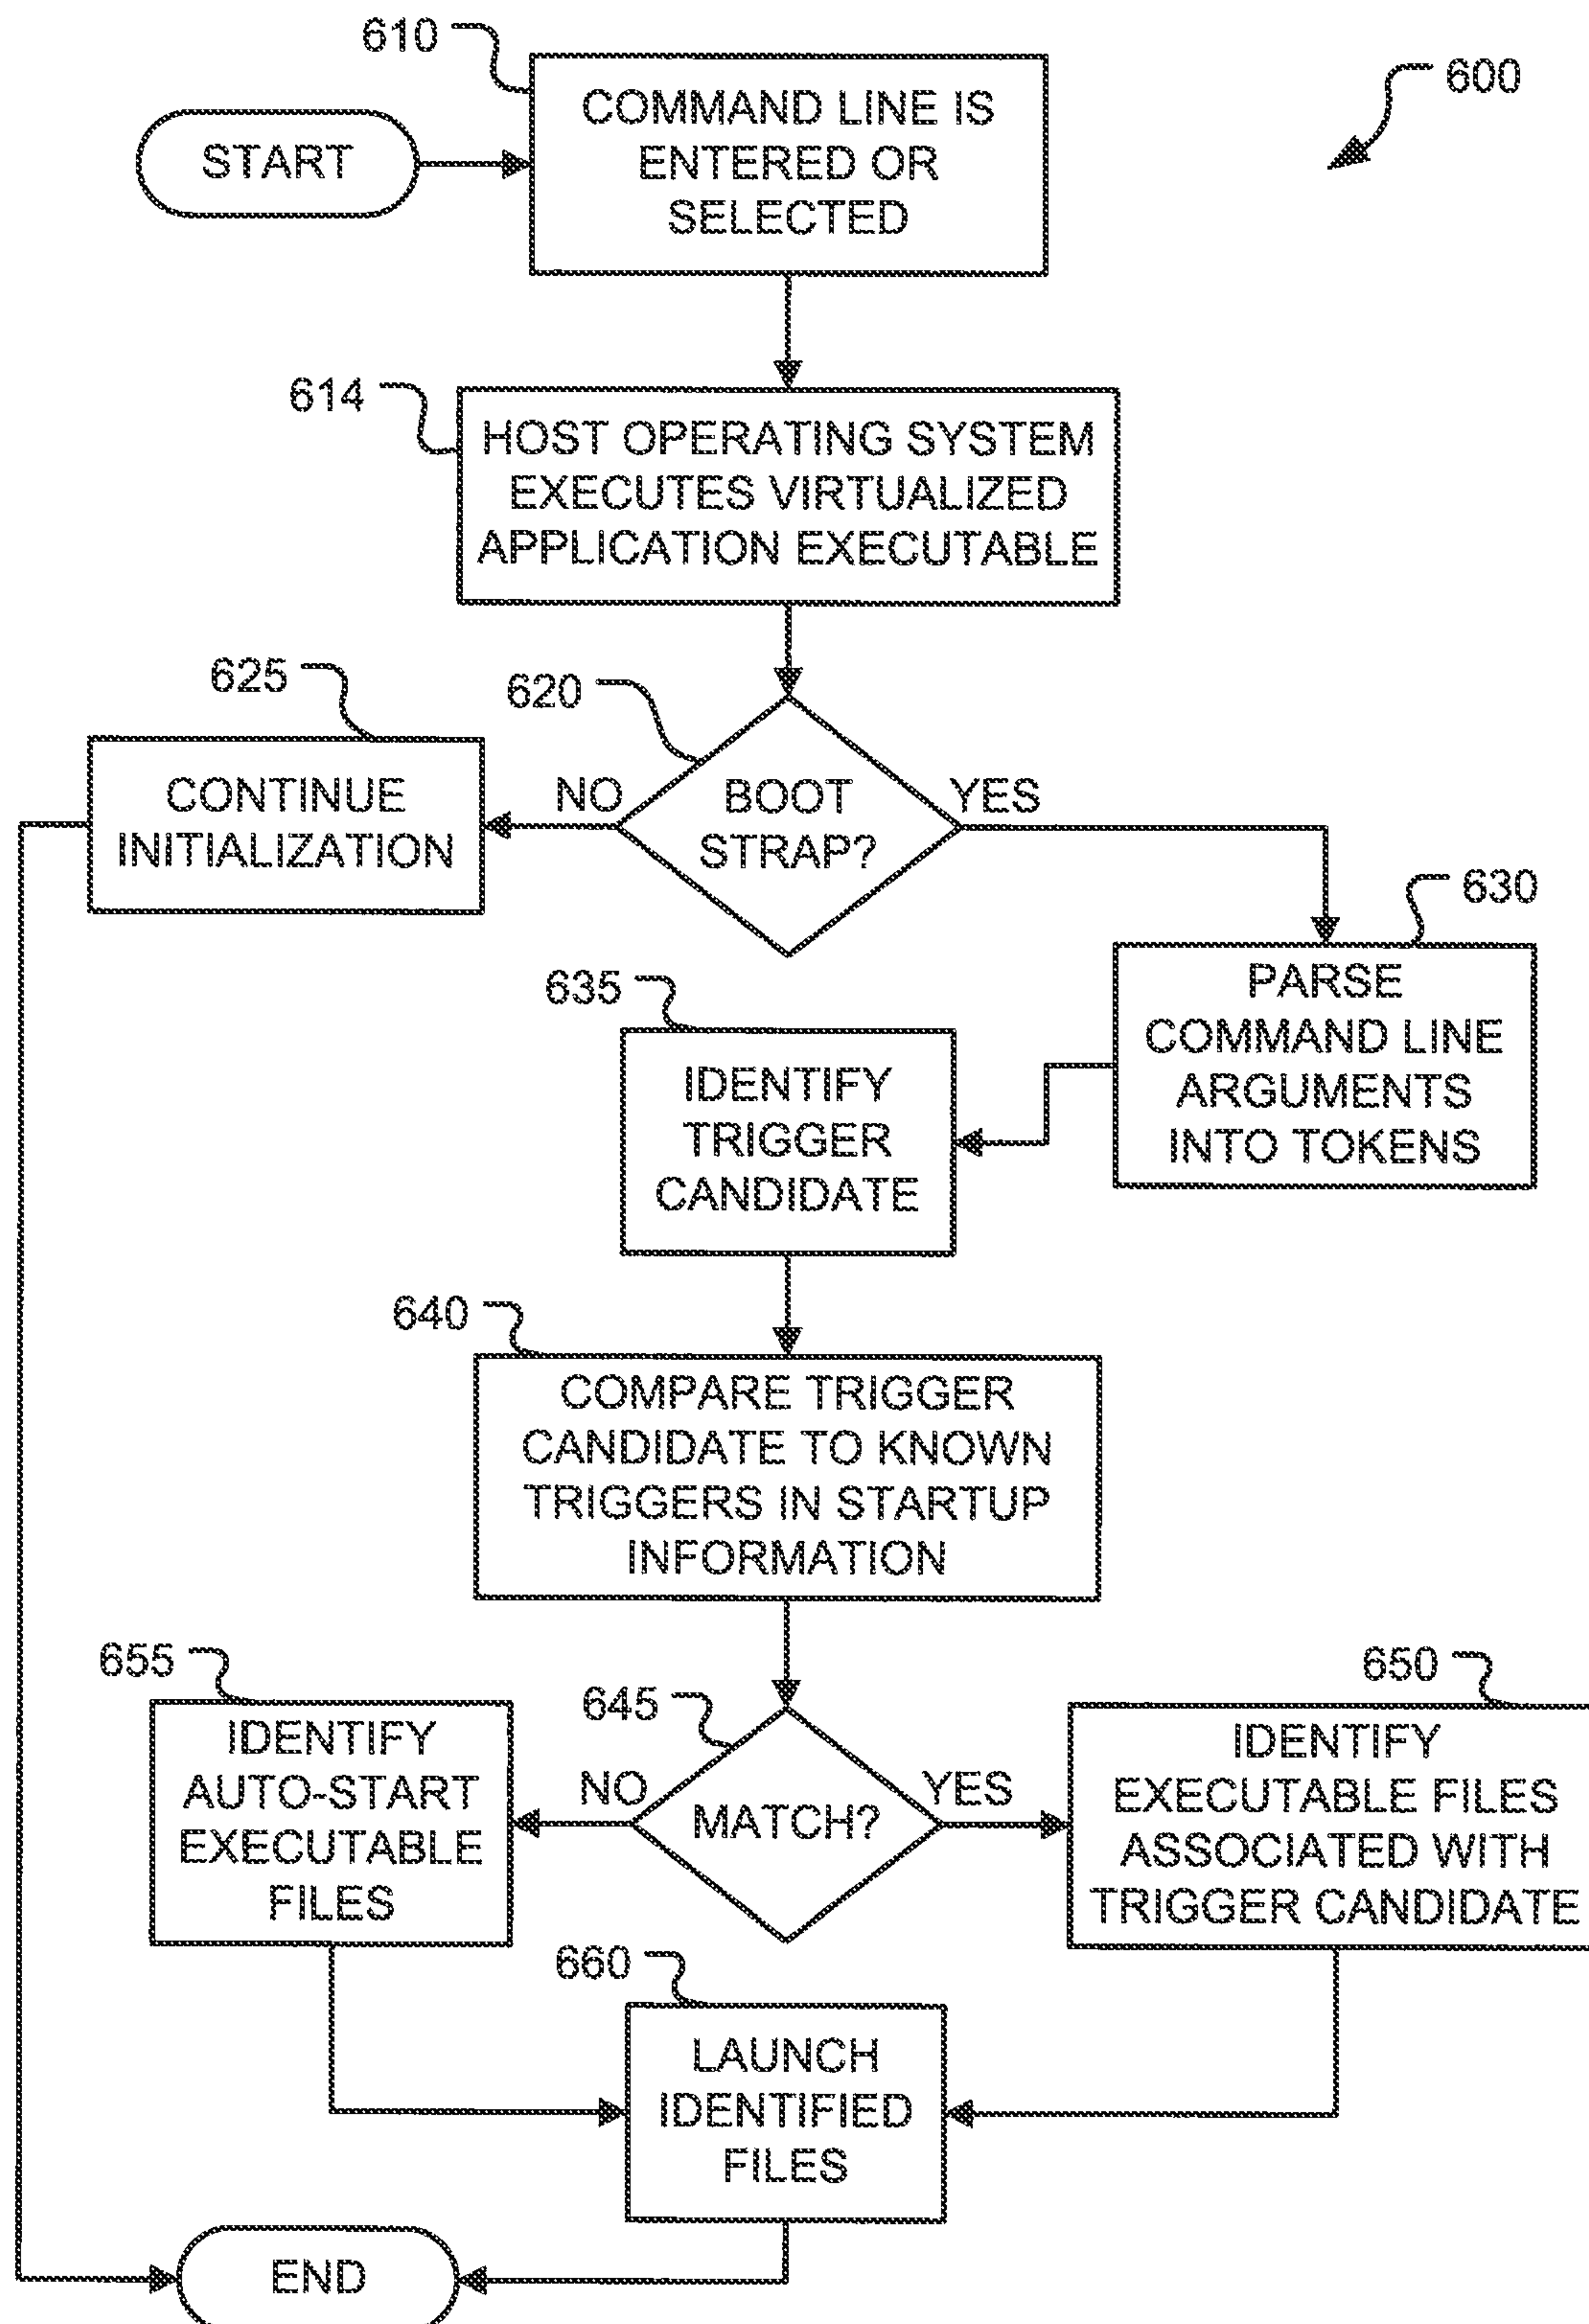 610
600
START
COMMAND LINE IS
ENTERED OR
SELECTED
614
HOST OPERATING SYSTEM
EXECUTES VIRTUALIZED
APPLICATION EXECUTABLE
625
620
CONTINUE
INITIALIZATION
NO
BOOT
STRAP?
YES
630
PARSE
COMMAND LINE
ARGUMENTS
INTO TOKENS
635
IDENTIFY
TRIGGER
CANDIDATE
640
COMPARE TRIGGER
CANDIDATE TO KNOWN
TRIGGERS IN STARTUP
INFORMATION
655
645
650
IDENTIFY
AUTO-START
EXECUTABLE
FILES
NO
MATCH?
YES
IDENTIFY
EXECUTABLE FILES
ASSOCIATED WITH
TRIGGER CANDIDATE
660
LAUNCH
IDENTIFIED
FILES
END